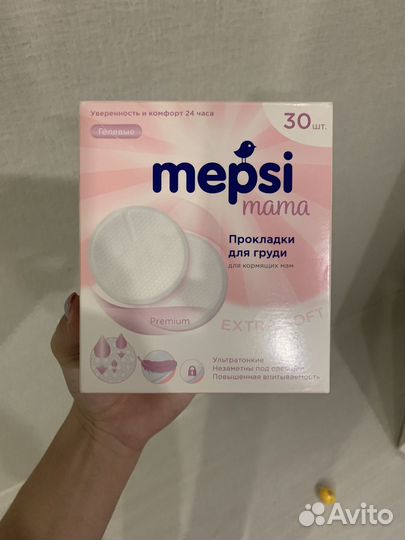 Уверенность и комфорт 24 часа
Гелевые
30 шт.
mepsi
mama
Прокладки
для груди
для кормящих мам
Premium
EXTRA SOFT
Ультратонкие
Незаметны под одеждой
Повышенная впитываемость
Avito